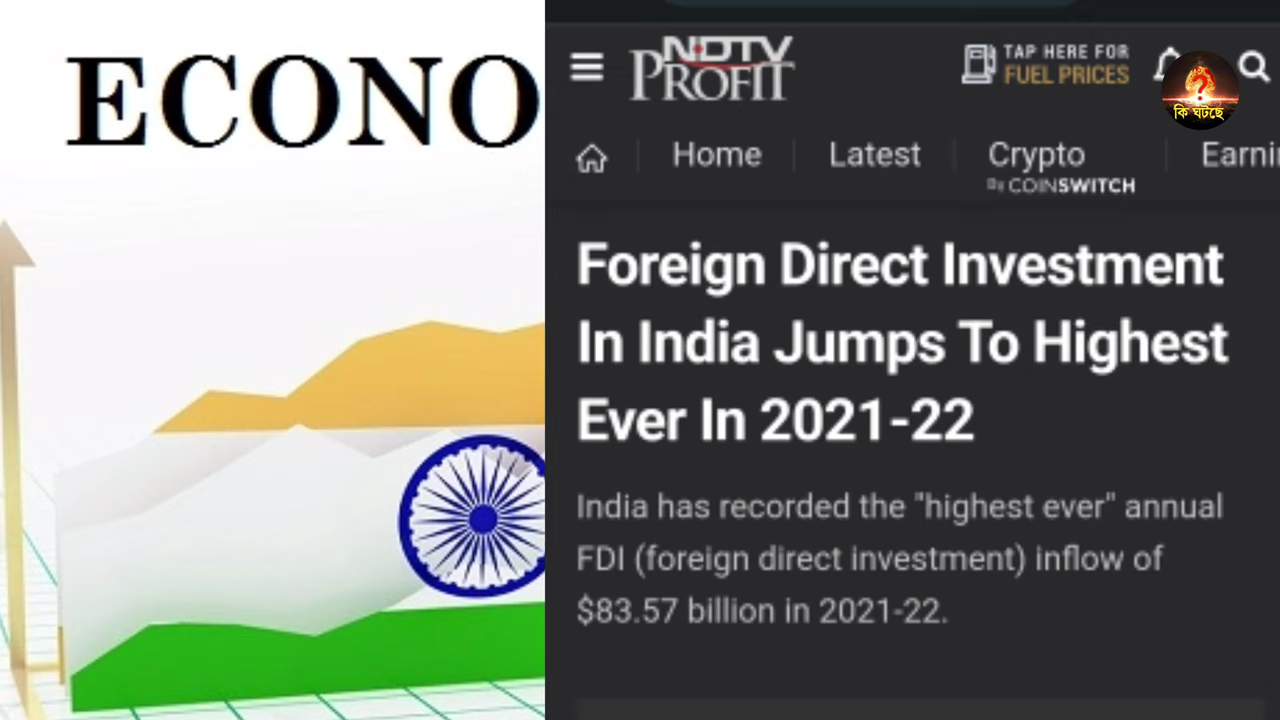 ECONO
NDTV
PROFIT
TAP HERE FOR
FUEL PRICES
কি ঘটছে
Home
Latest
Crypto
BY COINSWITCH
Earni
Foreign Direct Investment
In India Jumps To Highest
Ever In 2021-22
India has recorded the "highest ever" annual
FDI (foreign direct investment) inflow of
$83.57 billion in 2021-22.